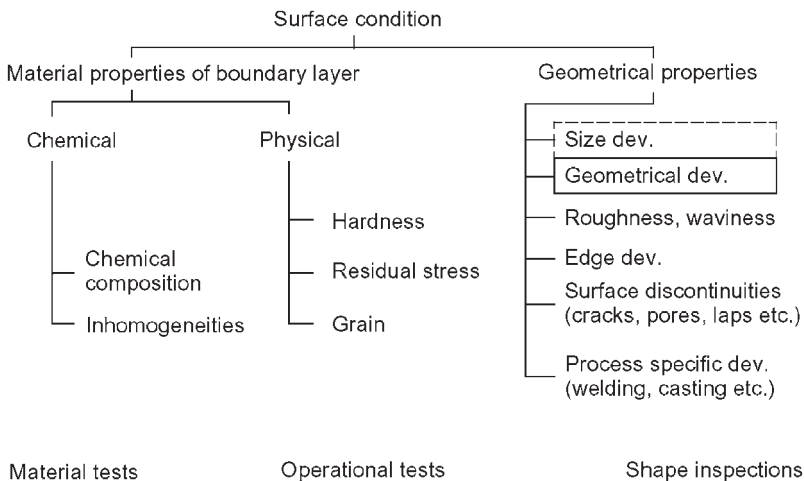 Surface condition
Material properties of boundary layer
Geometrical properties
Chemical
Physical
Size dev.
Geometrical dev.
Hardness
Roughness, waviness
Chemical
composition
Residual stress
Edge dev.
Inhomogeneities
Grain
Surface discontinuities
(cracks, pores, laps etc.)
Process specific dev.
(welding, casting etc.)
Material tests
Operational tests
Shape inspections